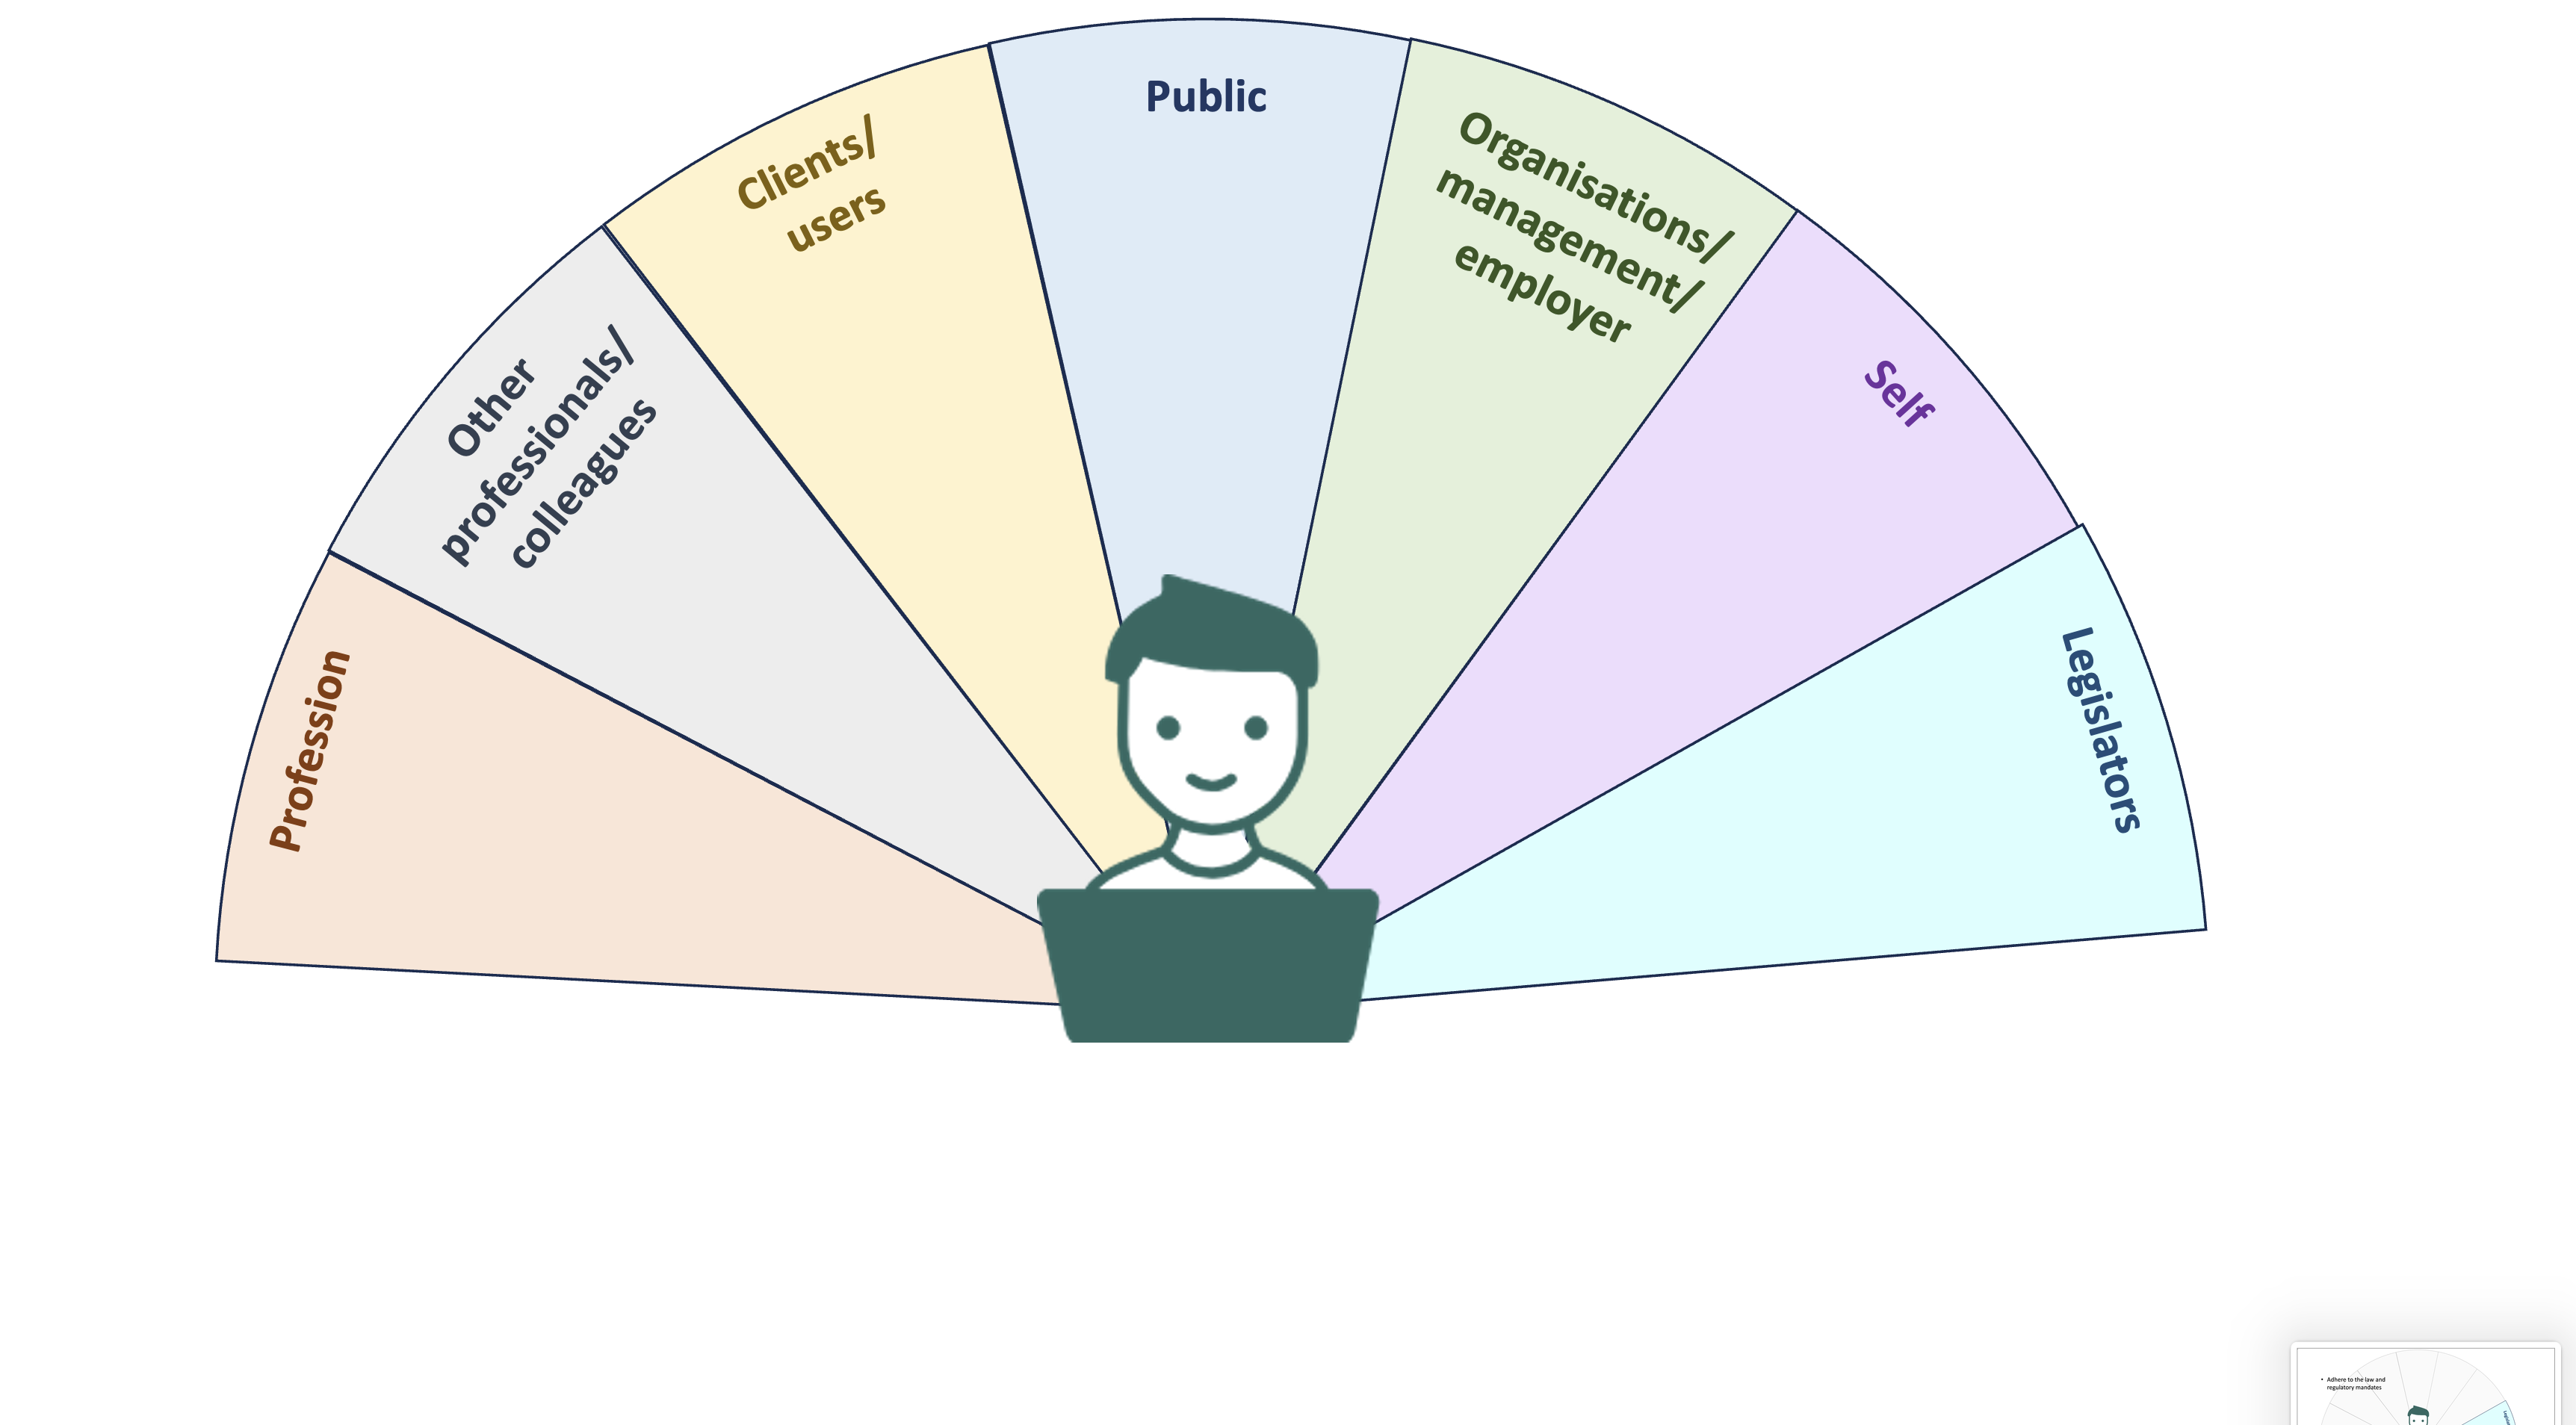 Public
Clients/
users
Organisations/
management/
employer
Other
professionals/
colleagues
Self
Profession
Legislators
• Adhere to the law and
regulatory mandates